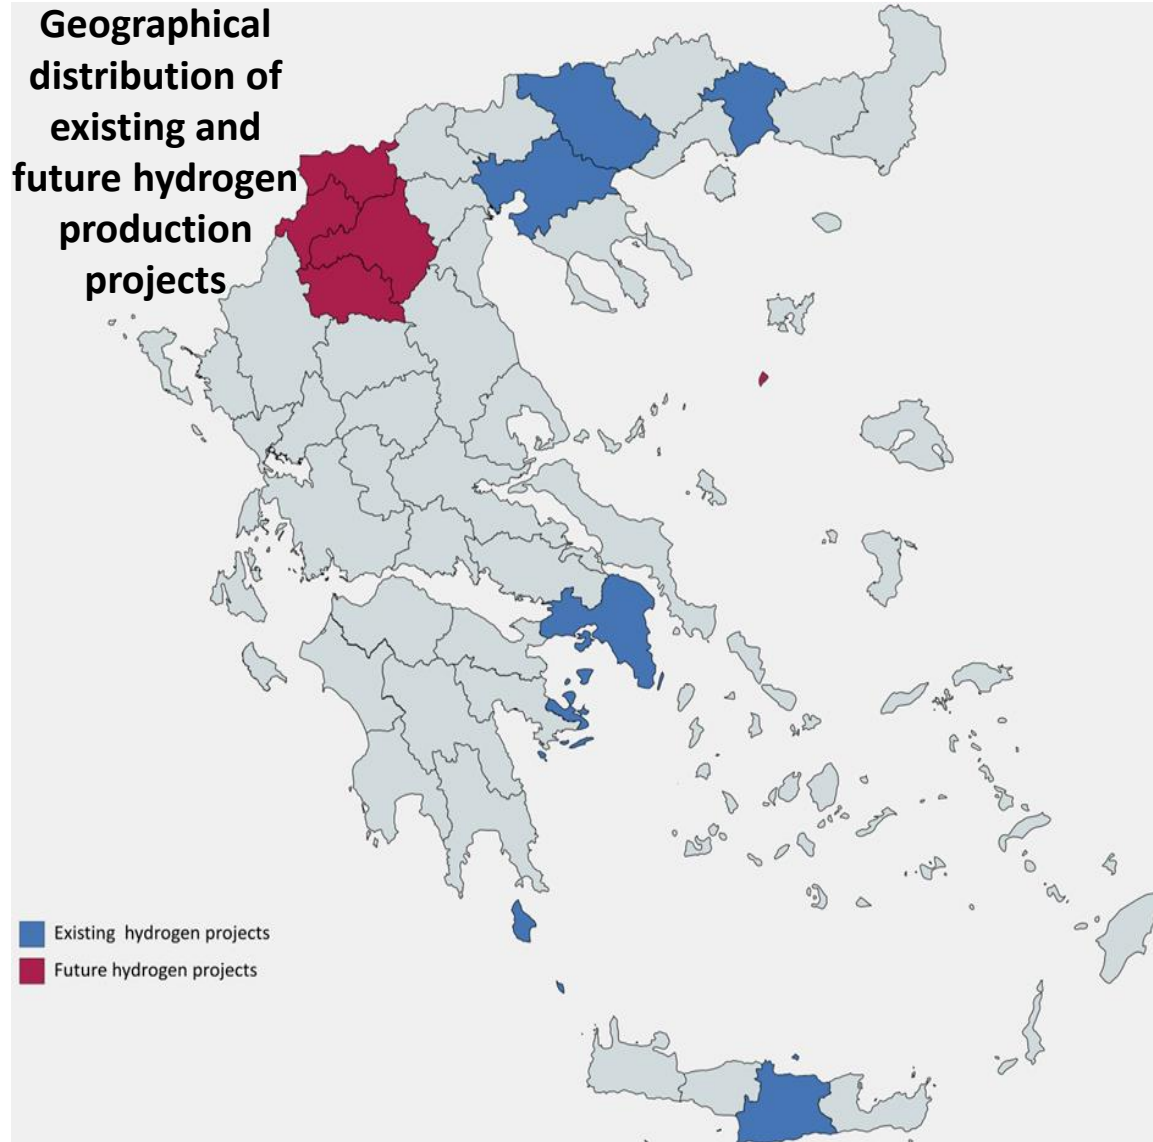 Geographical
distribution of
existing and
future hydrogen
production
projects
Existing hydrogen projects
Future hydrogen projects